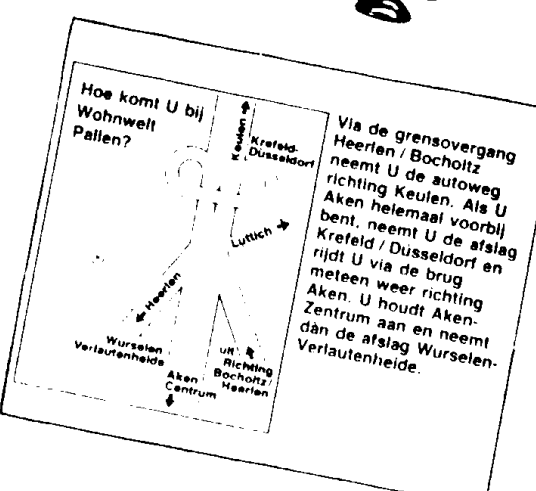 Hoe komt U bij
Wohnwelt
Pallen?
Keulen
Krefeld-
Düsseldorf
Luttich
Heerlen
Wurselen
Verlautenheide
Aken
Centrum
uit
Richting
Bocholtz/
Heerlen
Via de grensovergang
Heerlen / Bocholtz
neemt U de autoweg
richting Keulen. Als U
Aken helemaal voorbij
bent, neemt U de afslag
Krefeld / Düsseldorf en
rijdt U via de brug
meteen weer richting
Aken. U houdt Aken-
Zentrum aan en neemt
dàn de afslag Wurselen-
Verlautenheide.